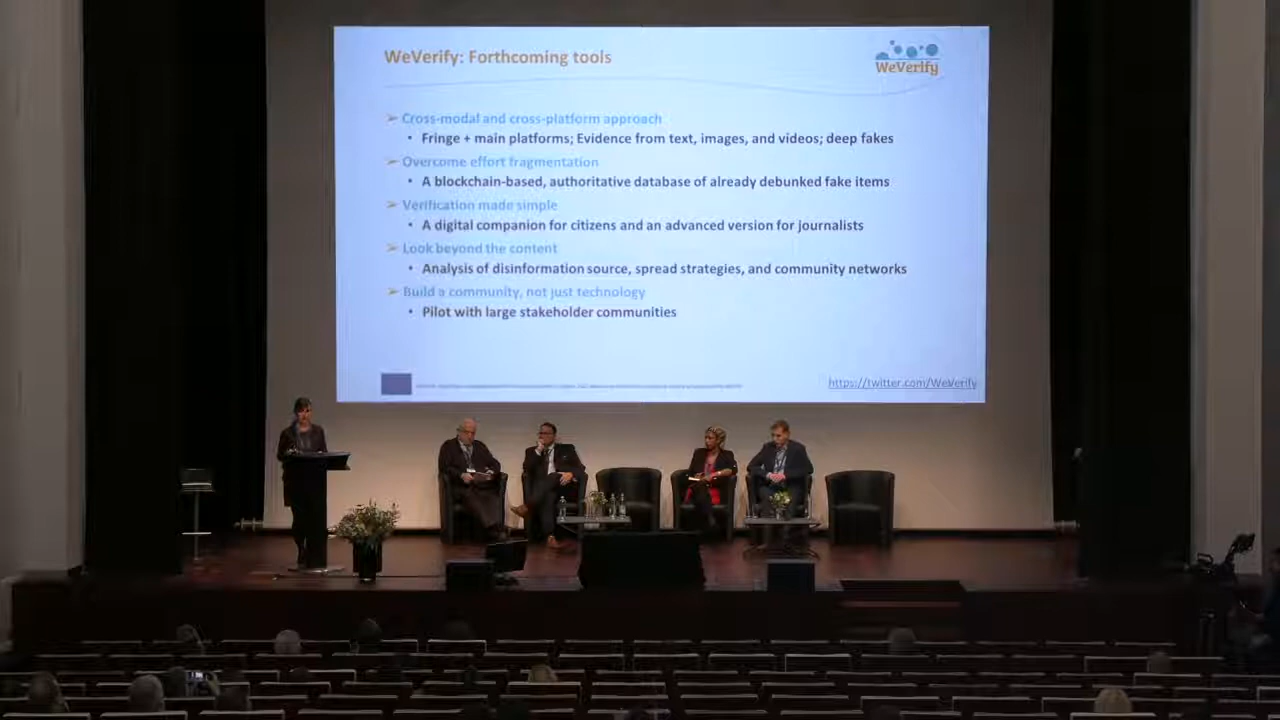 WeVerify: Forthcoming tools
WeVerify
➢ Cross-modal and cross-platform approach
• Fringe + main platforms; Evidence from text, images, and videos; deep fakes
➢ Overcome effort fragmentation
• A blockchain-based, authoritative database of already debunked fake items
➢ Verification made simple
• A digital companion for citizens and an advanced version for journalists
➢ Look beyond the content
• Analysis of disinformation source, spread strategies, and community networks
➢ Build a community, not just technology
• Pilot with large stakeholder communities
https://twitter.com/WeVerify